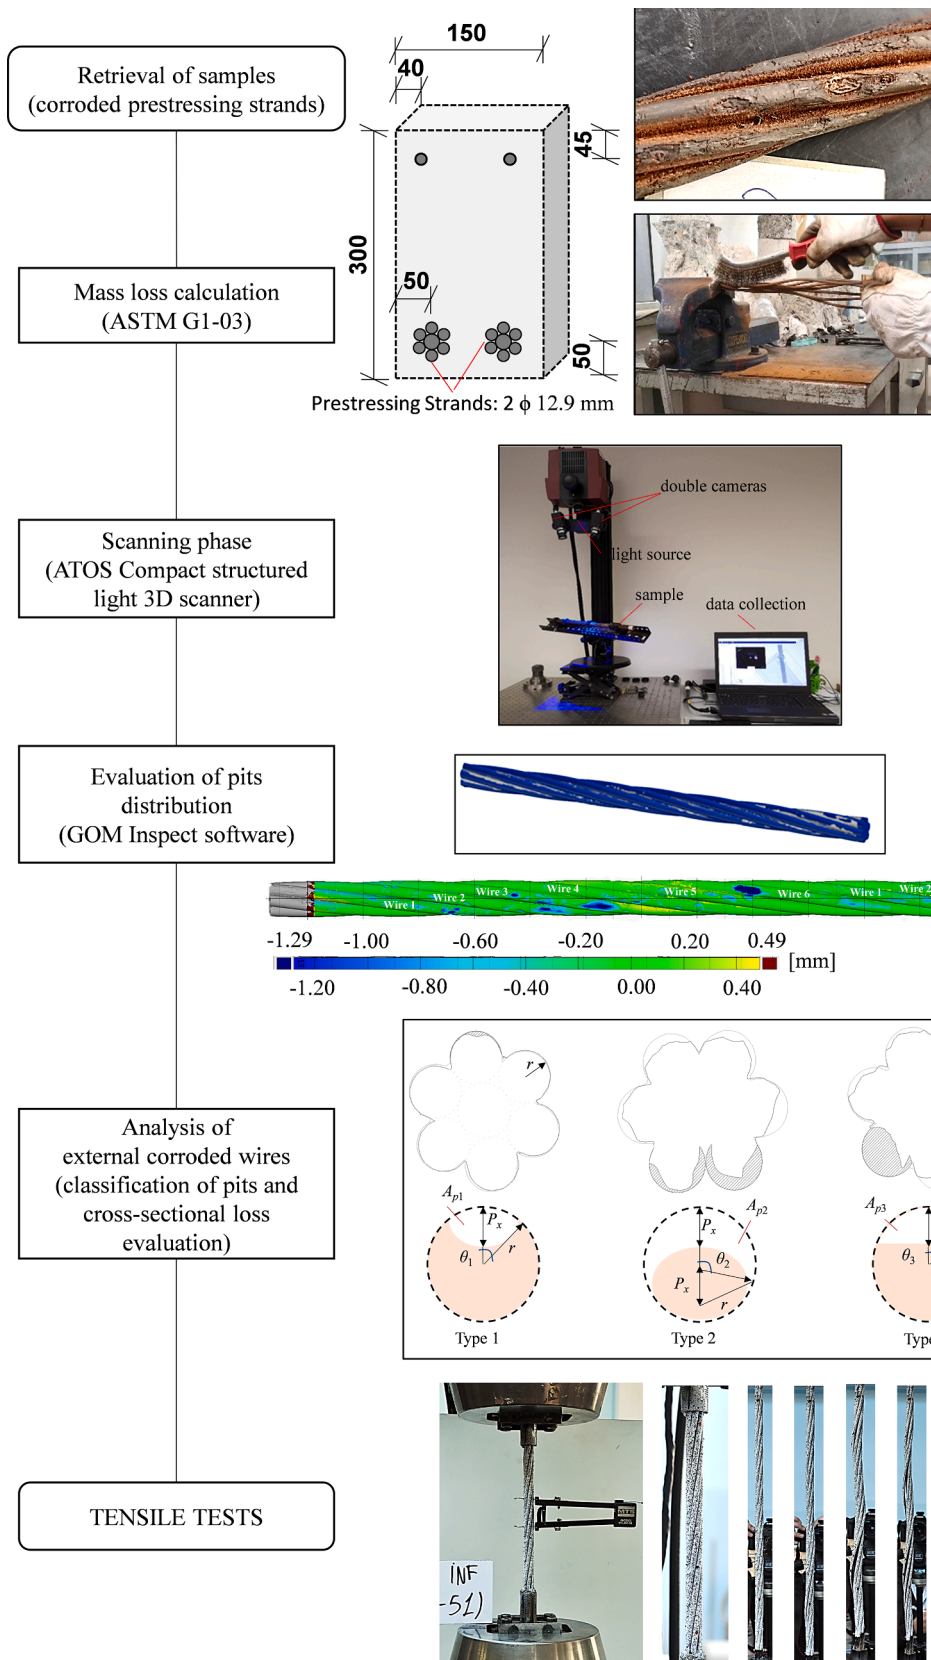 Retrieval of samples
(corroded prestressing strands)
150
40
45
300
50
50
Prestressing Strands: 2 ϕ 12.9 mm
Mass loss calculation
(ASTM G1-03)
double cameras
light source
sample
data collection
Scanning phase
(ATOS Compact structured
light 3D scanner)
Evaluation of pits
distribution
(GOM Inspect software)
Wire 1
Wire 2
Wire 3
Wire 4
Wire 5
Wire 6
Wire 1
Wire 2
-1.29 -1.00 -0.60 -0.20 0.20 0.49
[mm]
-1.20 -0.80 -0.40 0.00 0.40
r
Analysis of
external corroded wires
(classification of pits and
cross-sectional loss
evaluation)
Ap1
Px
θ1
r
Type 1
Ap2
Px
θ2
Px
r
Type 2
Ap3
θ3
Type
TENSILE TESTS
INF
-51)